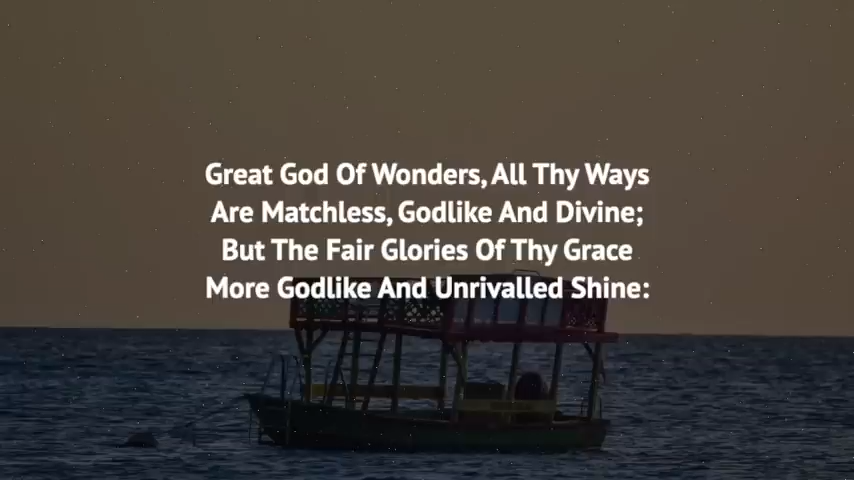 Great God Of Wonders, All Thy Ways
Are Matchless, Godlike And Divine;
But The Fair Glories Of Thy Grace
More Godlike And Unrivalled Shine: